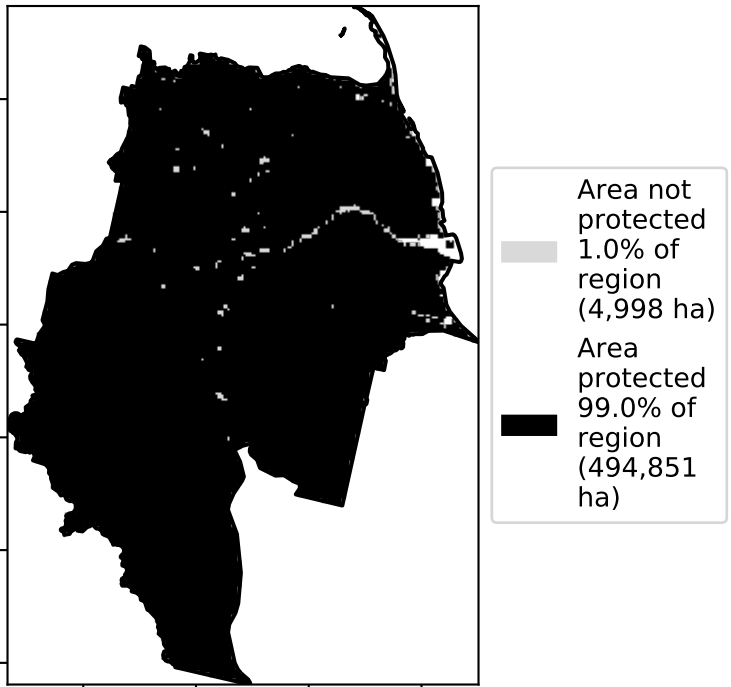 Area not
protected
1.0% of
region
(4,998 ha)
Area
protected
99.0% of
region
(494,851
ha)